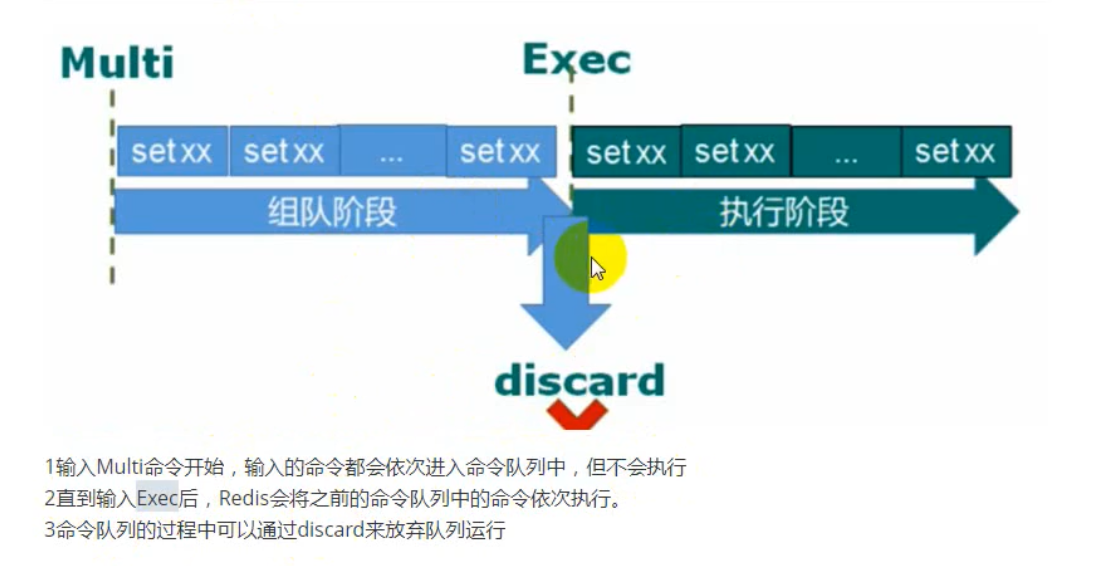 Multi
Exec
set xx set xx ... set xx set xx set xx ... set xx
组队阶段 执行阶段
discard
1输入Multi命令开始，输入的命令都会依次进入命令队列中，但不会执行
2直到输入Exec后，Redis会将之前的命令队列中的命令依次执行。
3命令队列的过程中可以通过discard来放弃队列运行